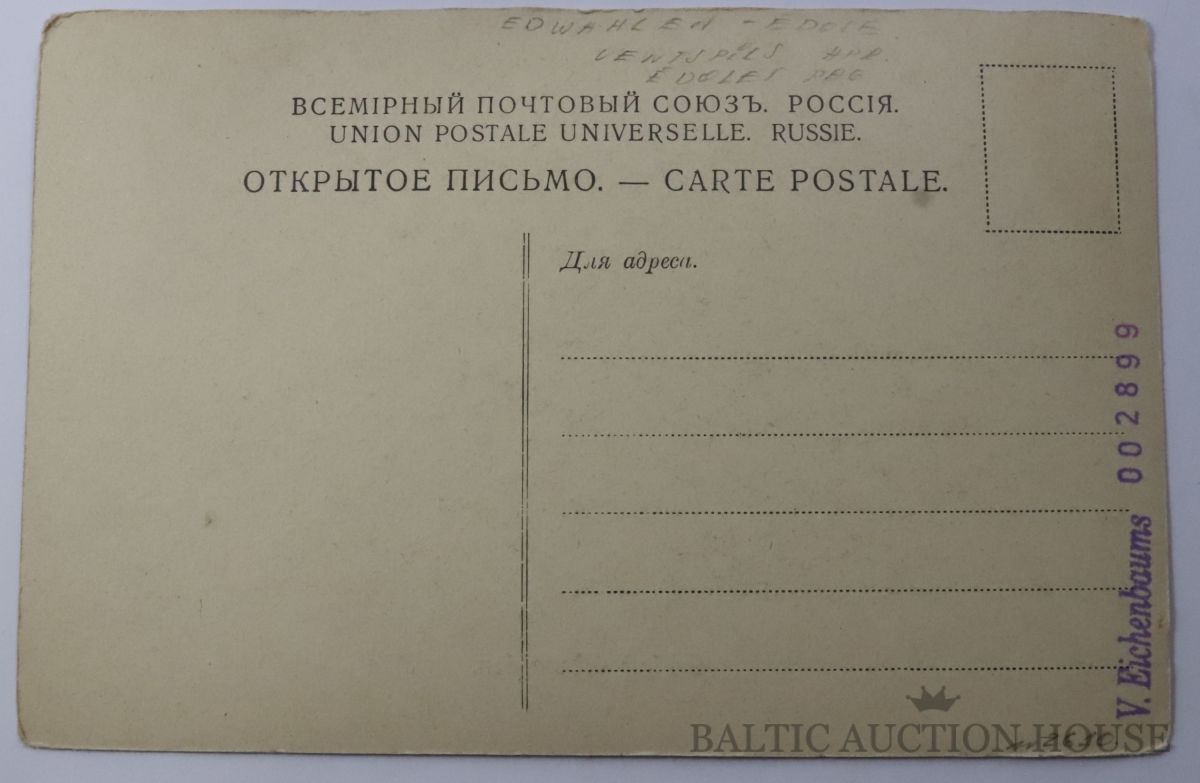 EDWAHLEN - EDOLE
VENTSPILS APR.
ĒDOLES PAG
ВСЕМІРНЫЙ ПОЧТОВЫЙ СОЮЗЪ. РОССІЯ.
UNION POSTALE UNIVERSELLE. RUSSIE.
ОТКРЫТОЕ ПИСЬМО. — CARTE POSTALE.
Для адреса.
V. Eichenbaums 002899
BALTIC AUCTION HOUSE